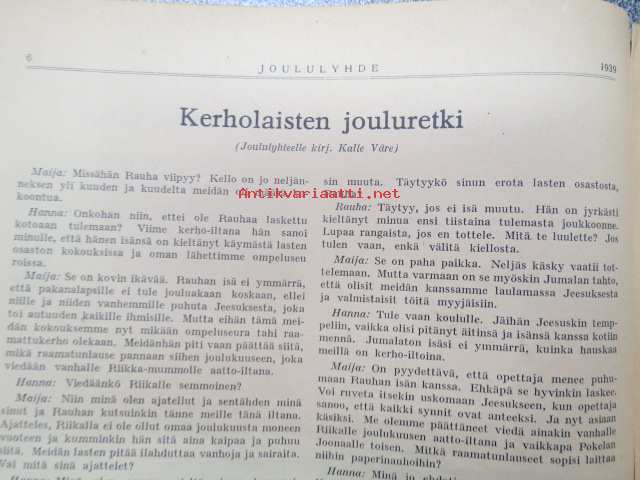 6
JOULULYHDE
1939
Kerholaisten jouluretki
(Joululyhteelle kirj. Kalle Väre)
Maija: Missähän Rauha viipyy? Kello on jo neljän-
neksen yli kuuden ja kuudelta meidän
koontua.
Hanna: Onkohan niin, ettei ole Rauhaa laskettu
kotoaan tulemaan? Viime kerho-iltana hän sanoi
minulle, että hänen isänsä on kieltänyt käymästä lasten
osaston kokouksissa ja oman lähettimme ompeluseu
roissa.
Maija: Se on kovin ikävää. Rauhan isä ei ymmärrä,
että pakanalapsille ei tule jouluakaan koskaan, ellei
niille ja niiden vanhemmille puhuta Jeesuksesta, joka
toi autuuden kaikille ihmisille. Mutta eihän tämä mei-
dän kokouksemme nyt mikään ompeluseura tahi raa-
mattukerho olekaan. Meidänhän piti vaan päättää siitä,
mikä raamatunlause pannaan siihen joulukuuseen, joka
viedään vanhalle Riikka-mummolle aatto-iltana.
Hanna: Viedäänkö Riikalle semmoinen?
Maija: Niin minä olen ajatellut ja sentähden minä
sinut ja Rauhan kutsuinkin tänne meille tänä iltana.
Ajatteles, Riikalla ei ole ollut omaa joulukuusta moneen
vuoteen ja kumminkin hän sitä aina kaipaa ja puhuu
siitä. Meidän lasten pitää ilahduttaa vanhoja ja sairaita.
Vai mitä sinä ajattelet?
Hanna:
Antikvariaatti.net
sin muuta. Täytyykö sinun erota lasten osastosta,
Rauha: Täytyy, jos ei isä muutu. Hän on jyrkästi
kieltänyt minua ensi tiistaina tulemasta joukkoonne.
Lupaa rangaista, jos en tottele. Mitä te luulette? Jos
tulen vaan, enkä välitä kiellosta.
Maija: Se on paha paikka. Neljäs käsky vaatii tot-
telemaan. Mutta varmaan on se myöskin Jumalan tahto,
että olisit meidän kanssamme laulamassa Jeesuksesta
ja valmistaisit töitä myyjäisiin.
Hanna: Tule vaan koululle. Jäihän Jeesuskin temp-
peliin, vaikka olisi pitänyt äitinsä ja isänsä kanssa kotiin
mennä. Jumalaton isäsi ei ymmärrä, kuinka hauskaa
meillä on kerho-iltoina.
Maija: On pyydettävä, että opettaja menee puhu-
maan Rauhan isän kanssa. Ehkäpä se hyvinkin laskee.
Voi ruveta itsekin uskomaan Jeesukseen, kun opettaja
sanoo, että kaikki synnit ovat anteeksi. Ja nyt asiaan
käsiksi. Me olemme päättäneet viedä ainakin vanhalle
Riikalle joulukuusen aatto-iltana ja vaikkapa Pokelan
Joonaalle toisen. Mitkä raamatunlauseet sopisi laittaa
niihin paperinauhoihin?
Hanna: Minä jo